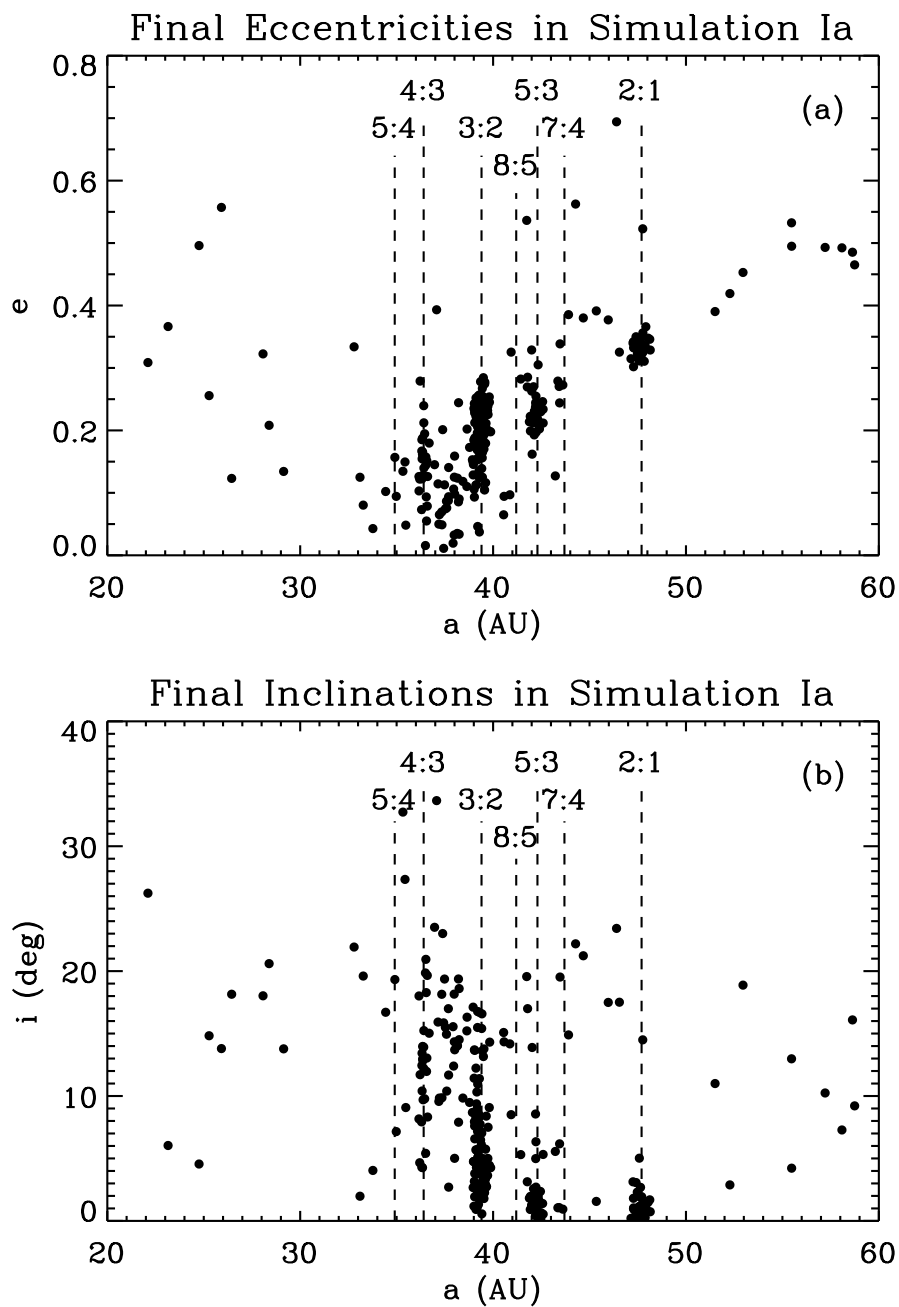 Final Eccentricities in Simulation Ia
0.8
4:3 5:3 2:1
(a)
5:4 3:2 7:4
8:5
0.6
e
0.4
0.2
0.0
20 30 40 50 60
a (AU)
Final Inclinations in Simulation Ia
40
4:3 5:3 2:1
(b)
5:4 3:2 7:4
8:5
30
i (deg)
20
10
0
20 30 40 50 60
a (AU)